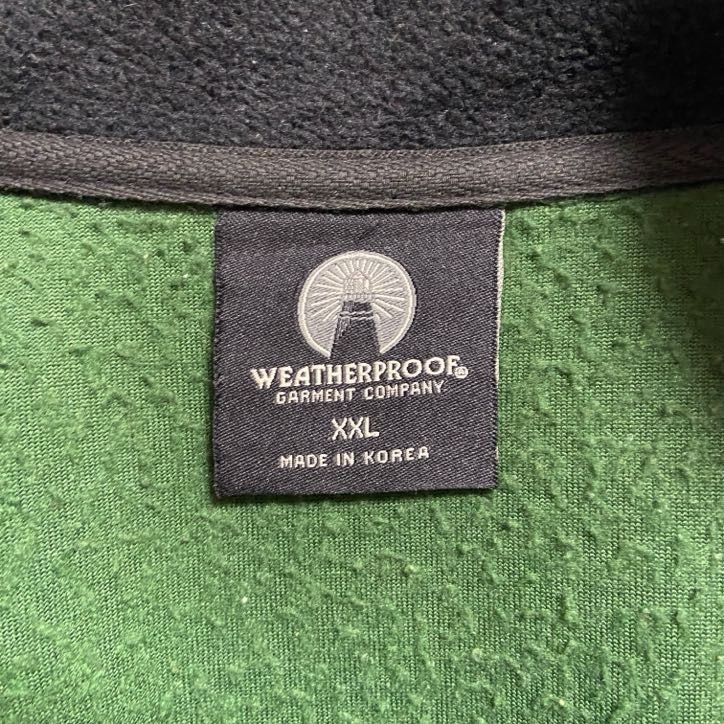 WEATHERPROOF®
GARMENT COMPANY
XXL
MADE IN KOREA